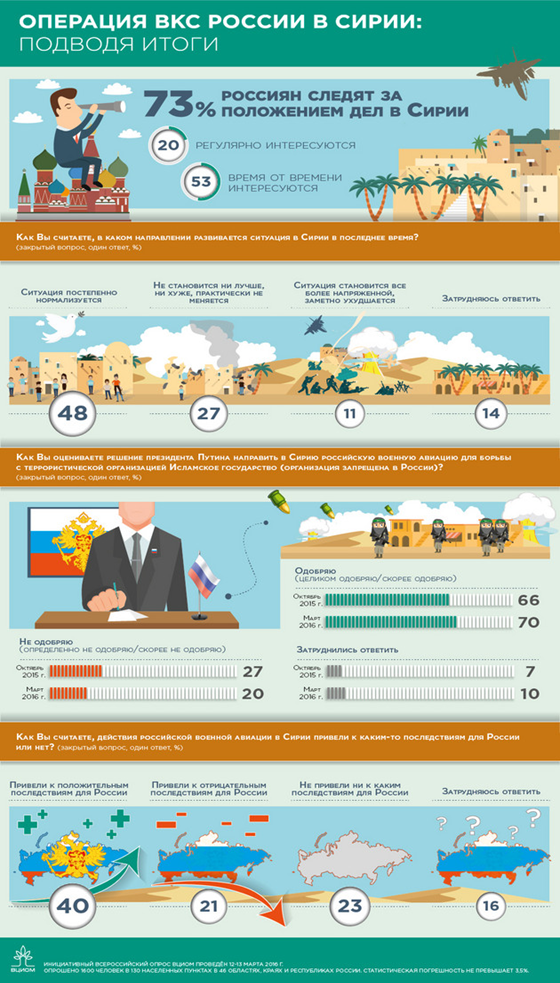 ОПЕРАЦИЯ ВКС РОССИИ В СИРИИ:
ПОДВОДЯ ИТОГИ
73% РОССИЯН СЛЕДЯТ ЗА
ПОЛОЖЕНИЕМ ДЕЛ В СИРИИ
20 РЕГУЛЯРНО ИНТЕРЕСУЮТСЯ
53 ВРЕМЯ ОТ ВРЕМЕНИ
ИНТЕРЕСУЮТСЯ
Как Вы считаете, в каком направлении развивается ситуация в Сирии в последнее время?
(закрытый вопрос, один ответ, %)
Ситуация постепенно
нормализуется
Не становится ни лучше,
ни хуже, практически не
меняется
Ситуация становится все
более напряженной,
заметно ухудшается
Затрудняюсь ответить
48
27
11
14
Как Вы оцениваете решение президента Путина направить в Сирию российскую военную авиацию для борьбы
с террористической организацией Исламское государство (организация запрещена в России)?
(закрытый вопрос, один ответ, %)
Одобряю
(целиком одобряю/скорее одобряю)
Октябрь
2015 г.
66
Март
2016 г.
70
Не одобряю
(определенно не одобряю/скорее не одобряю)
Октябрь
2015 г.
27
Март
2016 г.
20
Затруднились ответить
Октябрь
2015 г.
7
Март
2016 г.
10
Как Вы считаете, действия российской военной авиации в Сирии привели к каким-то последствиям для России
или нет? (закрытый вопрос, один ответ, %)
Привели к положительным
последствиям для России
Привели к отрицательным
последствиям для России
Не привели ни к каким
последствиям для России
Затрудняюсь ответить
? ? ? ?
40
21
23
16
ВЦИОМ
ИНИЦИАТИВНЫЙ ВСЕРОССИЙСКИЙ ОПРОС ВЦИОМ ПРОВЕДЁН 12-13 МАРТА 2016 Г.
ОПРОШЕНО 1600 ЧЕЛОВЕК В 130 НАСЕЛЕННЫХ ПУНКТАХ В 46 ОБЛАСТЯХ, КРАЯХ И РЕСПУБЛИКАХ РОССИИ. СТАТИСТИЧЕСКАЯ ПОГРЕШНОСТЬ НЕ ПРЕВЫШАЕТ 3,5%.